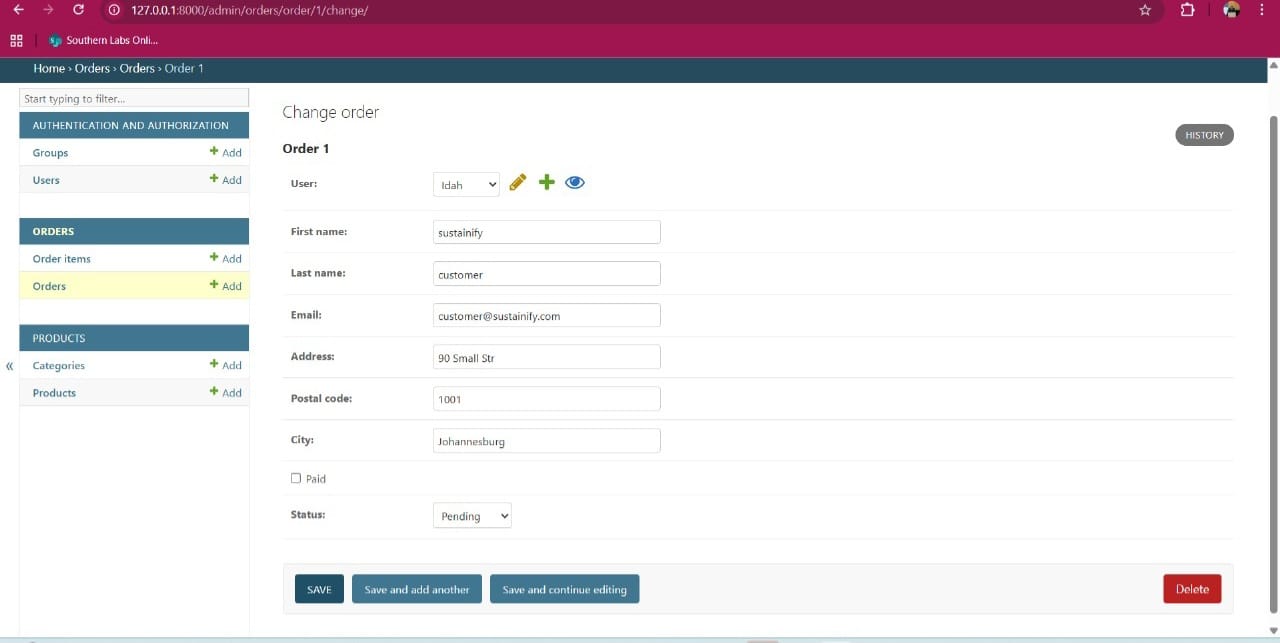 127.0.0.1:8000/admin/orders/order/1/change/
Southern Labs Onli...
Home › Orders › Orders › Order 1
Start typing to filter...
AUTHENTICATION AND AUTHORIZATION
Groups + Add
Users + Add
ORDERS
Order items + Add
Orders + Add
PRODUCTS
Categories + Add
Products + Add
«
Change order
HISTORY
Order 1
User: Idah
First name: sustainify
Last name: customer
Email: customer@sustainify.com
Address: 90 Small Str
Postal code: 1001
City: Johannesburg
Paid
Status: Pending
SAVE Save and add another Save and continue editing Delete